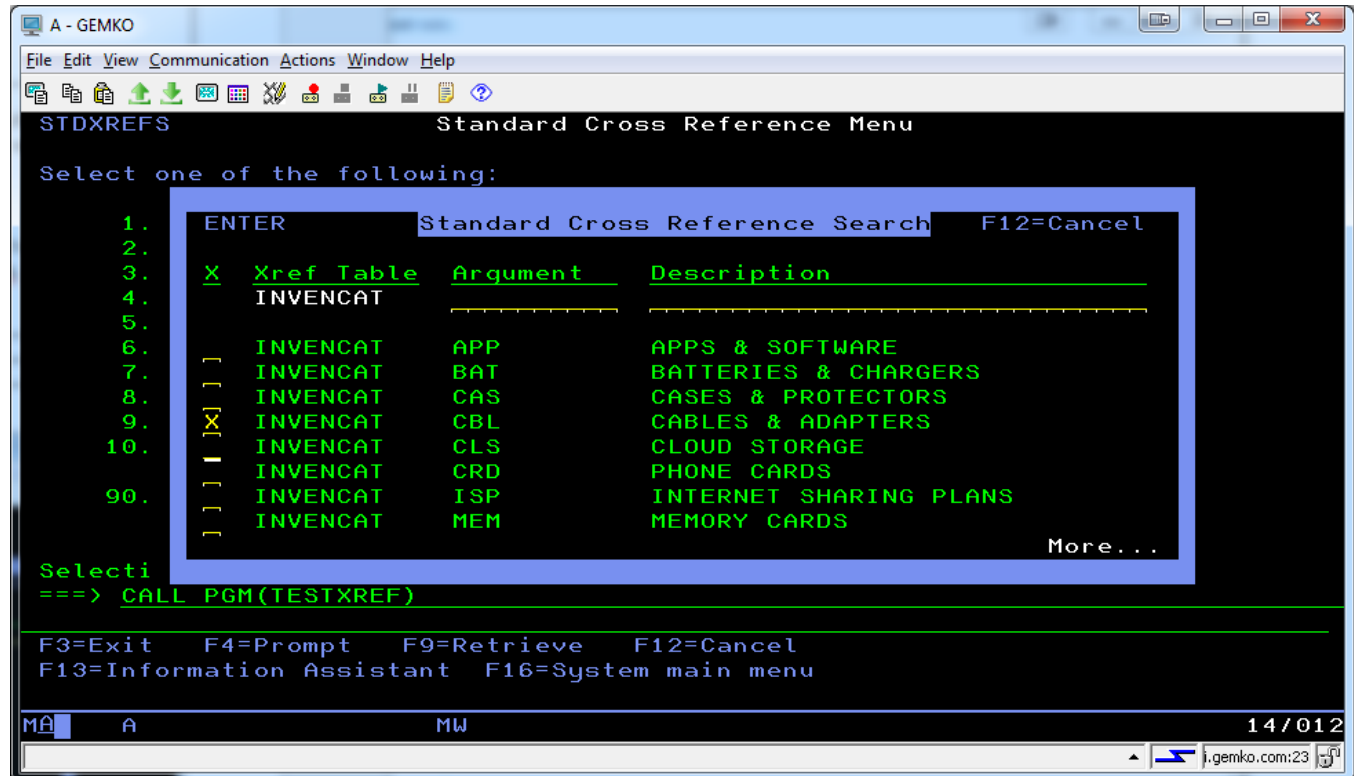 A - GEMKO
File Edit View Communication Actions Window Help
STDXREFS Standard Cross Reference Menu
Select one of the following:
1. ENTER Standard Cross Reference Search F12=Cancel
2.
3. X Xref Table Argument Description
4. INVENCAT
5.
6. INVENCAT APP APPS & SOFTWARE
7. INVENCAT BAT BATTERIES & CHARGERS
8. INVENCAT CAS CASES & PROTECTORS
9. X INVENCAT CBL CABLES & ADAPTERS
10. INVENCAT CLS CLOUD STORAGE
INVENCAT CRD PHONE CARDS
90. INVENCAT ISP INTERNET SHARING PLANS
INVENCAT MEM MEMORY CARDS
More...
Selecti
===> CALL PGM(TESTXREF)
F3=Exit F4=Prompt F9=Retrieve F12=Cancel
F13=Information Assistant F16=System main menu
MA A MW 14/012
i.gemko.com:23